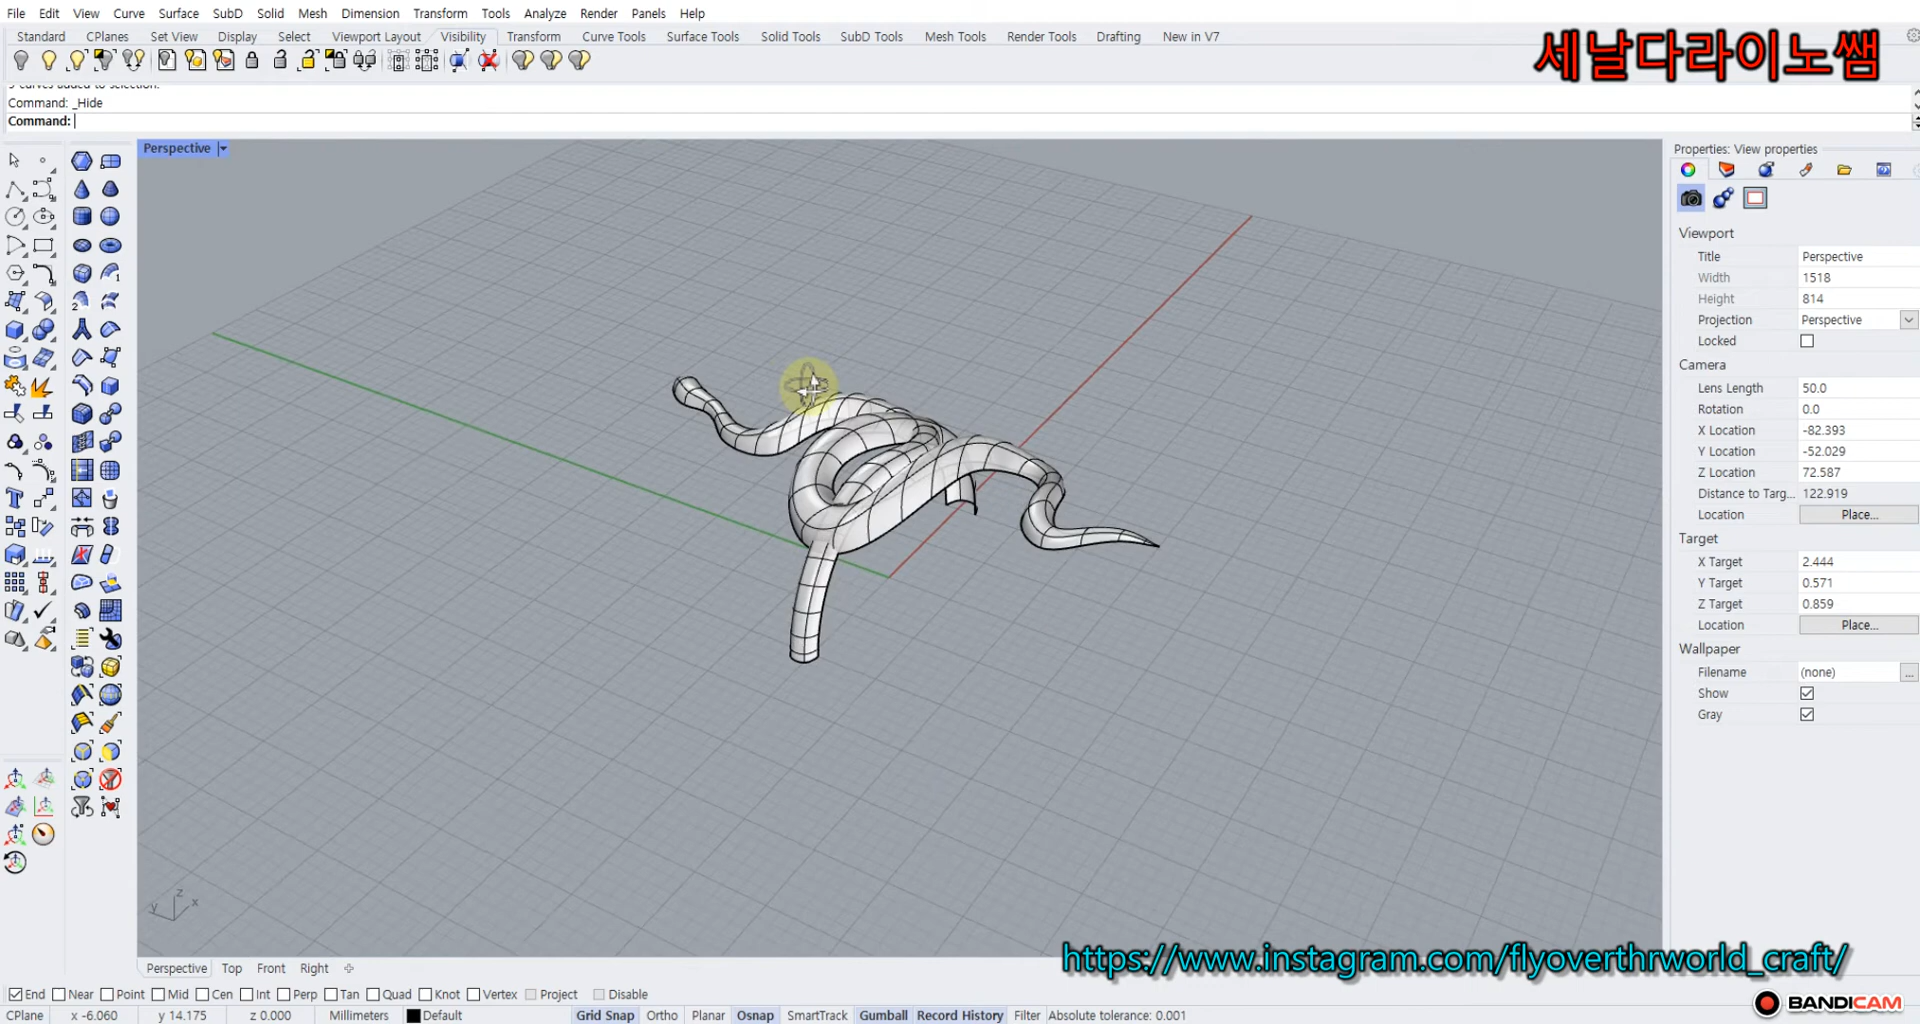 File Edit View Curve Surface SubD Solid Mesh Dimension Transform Tools Analyze Render Panels Help
Standard CPlanes Set View Display Select Viewport Layout Visibility Transform Curve Tools Surface Tools Solid Tools SubD Tools Mesh Tools Render Tools Drafting New in V7
세날다라이노쌤
curves added to selection.
Command: _Hide
Command:
Perspective
Properties: View properties
Viewport
Title Perspective
Width 1518
Height 814
Projection Perspective
Locked
Camera
Lens Length 50.0
Rotation 0.0
X Location -82.393
Y Location -52.029
Z Location 72.587
Distance to Targ... 122.919
Location Place...
Target
X Target 2.444
Y Target 0.571
Z Target 0.859
Location Place...
Wallpaper
Filename (none) ...
Show
Gray
z
y x
https://www.instagram.com/flyoverthrworld_craft/
Perspective Top Front Right
End Near Point Mid Cen Int Perp Tan Quad Knot Vertex Project Disable
BANDICAM
CPlane x -6.060 y 14.175 z 0.000 Millimeters Default Grid Snap Ortho Planar Osnap SmartTrack Gumball Record History Filter Absolute tolerance: 0.001